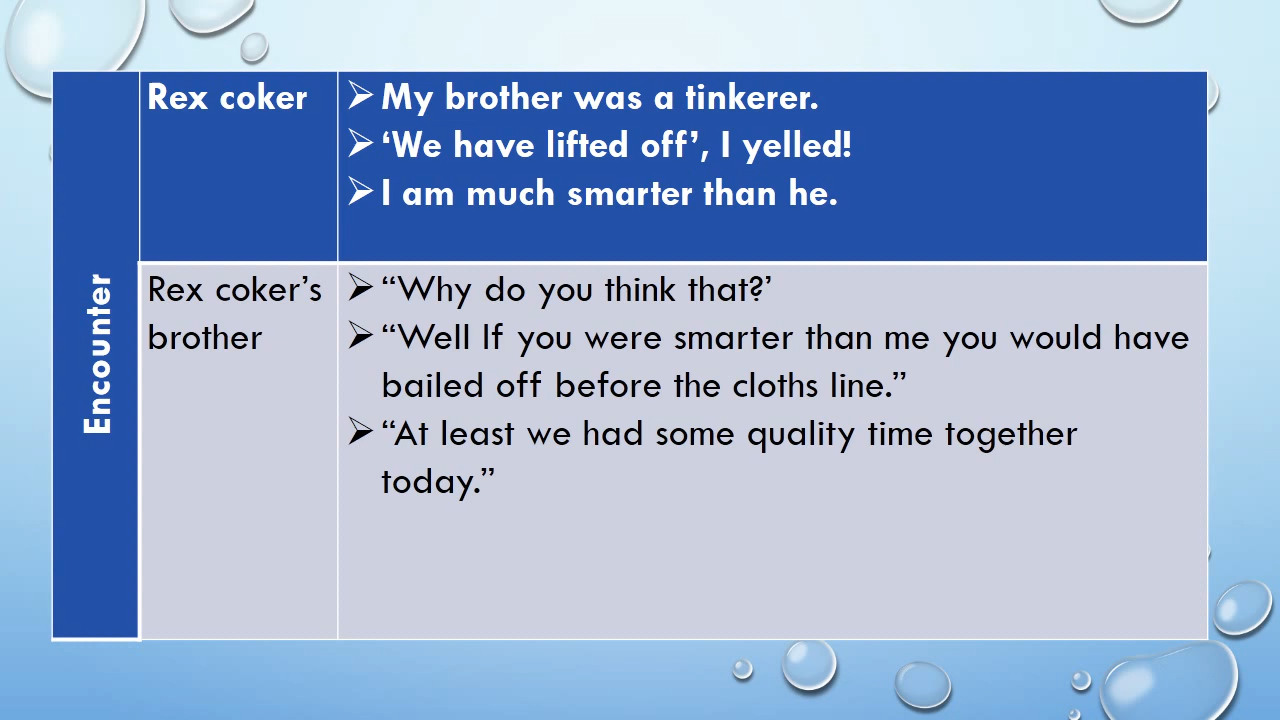 Encounter
Rex coker
➢ My brother was a tinkerer.
➢ ‘We have lifted off’, I yelled!
➢ I am much smarter than he.
Rex coker’s
brother
➢ “Why do you think that?’
➢ “Well If you were smarter than me you would have
bailed off before the cloths line.”
➢ “At least we had some quality time together
today.”